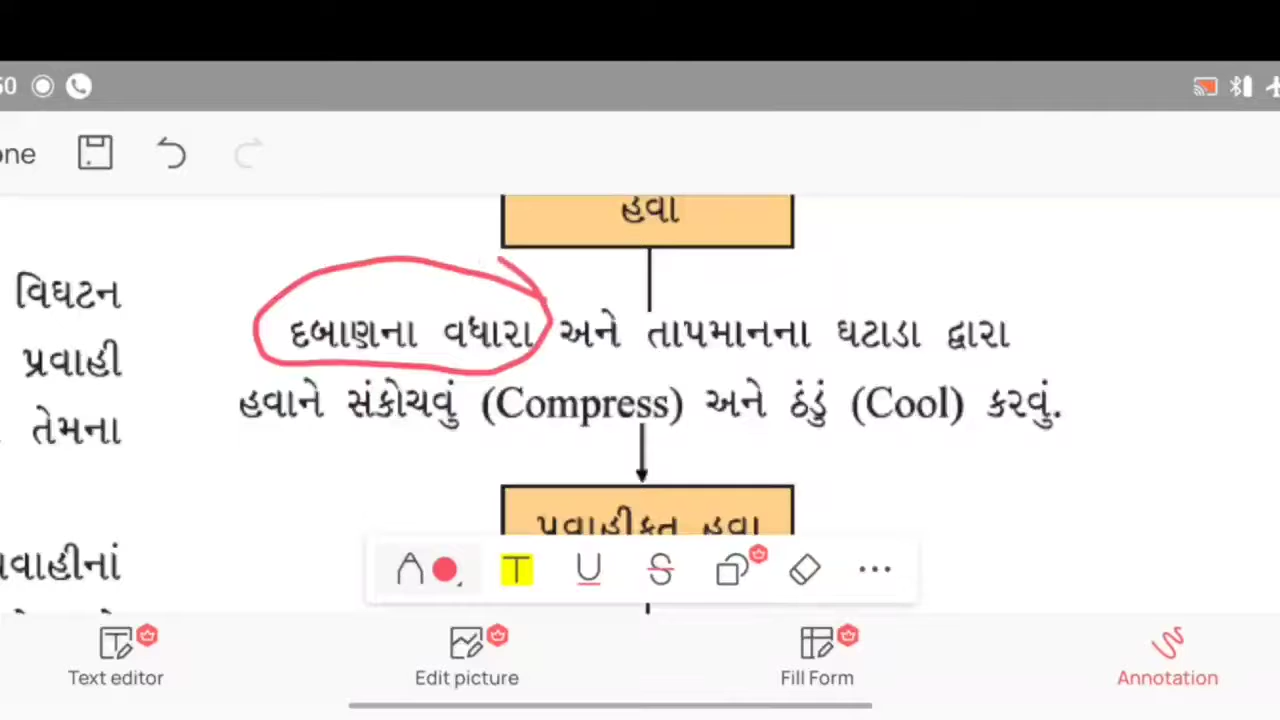 50
one
હવા
વિઘટન
પ્રવાહી
તેમના
દબાણના વધારા અને તાપમાનના ઘટાડા દ્વારા
હવાને સંકોચવું (Compress) અને ઠંડું (Cool) કરવું.
પ્રવાહીકૃત હવા
T
U
S
Text editor
Edit picture
Fill Form
Annotation